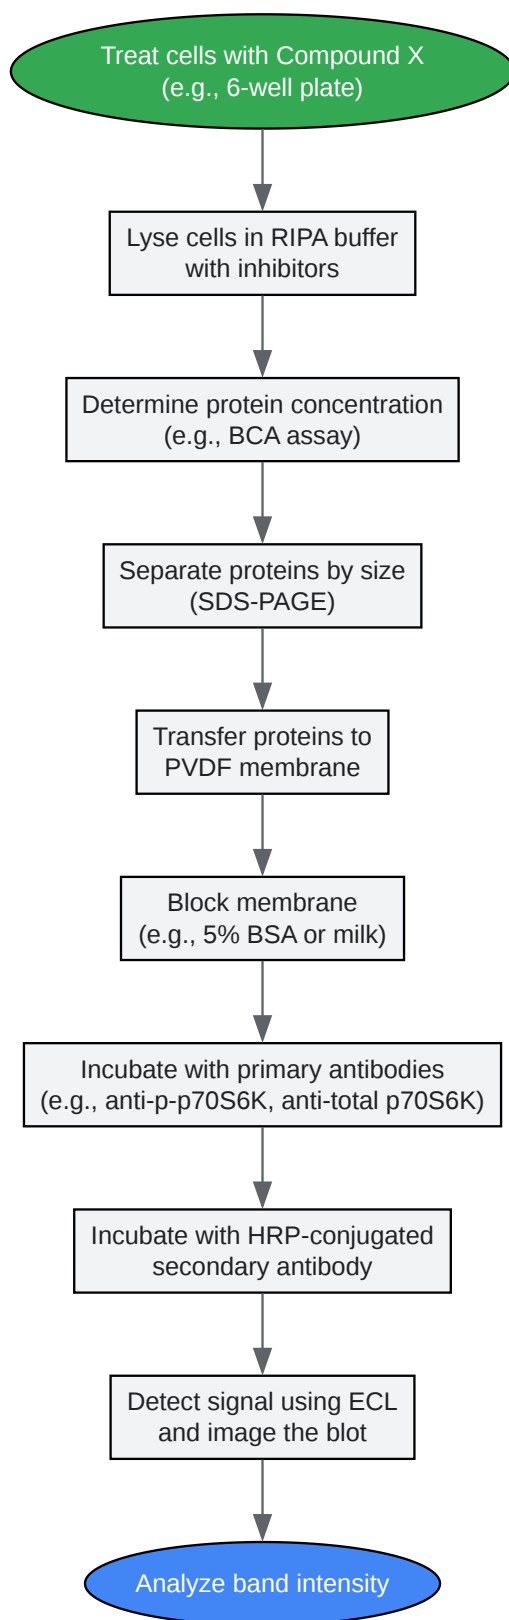 Treat cells with Compound X
(e.g., 6-well plate)
Lyse cells in RIPA buffer
with inhibitors
Determine protein concentration
(e.g., BCA assay)
Separate proteins by size
(SDS-PAGE)
Transfer proteins to
PVDF membrane
Block membrane
(e.g., 5% BSA or milk)
Incubate with primary antibodies
(e.g., anti-p-p70S6K, anti-total p70S6K)
Incubate with HRP-conjugated
secondary antibody
Detect signal using ECL
and image the blot
Analyze band intensity